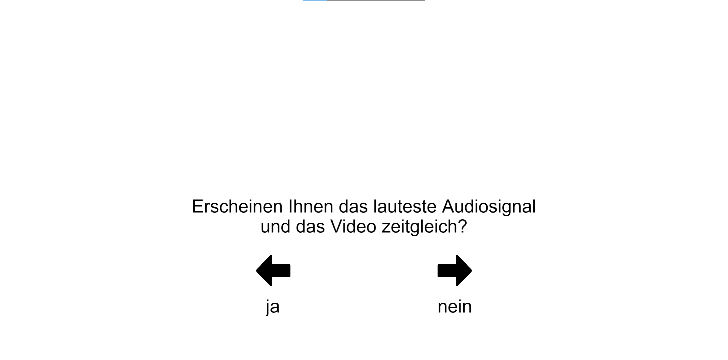 Erscheinen Ihnen das lauteste Audiosignal
und das Video zeitgleich?
ja
nein